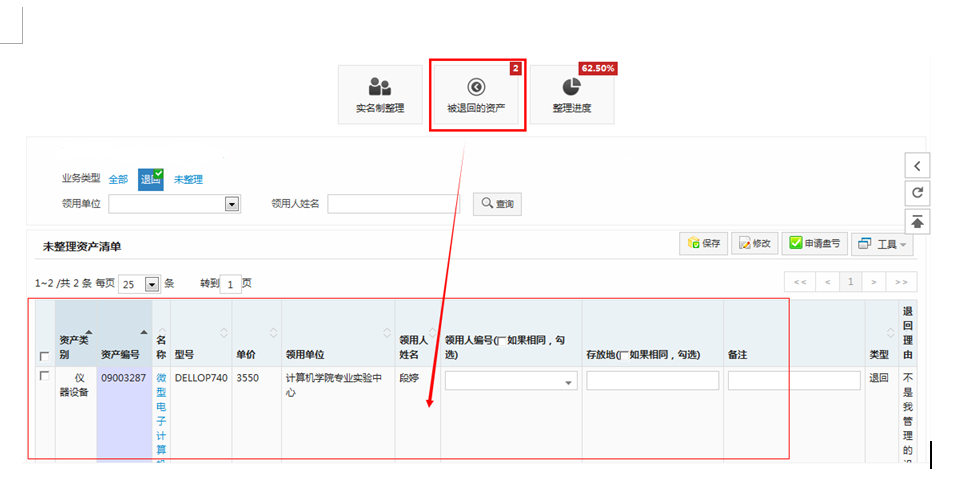 2
62.50%
实名制整理
被退回的资产
整理进度
业务类型 全部 退回 未整理
领用单位 领用人姓名 查询
未整理资产清单 保存 修改 申请盘亏 工具
1~2 /共 2 条 每页 25 条 转到 1 页 << < 1 > >>
资产类别 资产编号 名称 型号 单价 领用单位 领用人姓名 领用人编号(如果相同，勾选) 存放地(如果相同，勾选) 备注 类型 退回理由
仪器设备 09003287 微型电子计算 DELLOP740 3550 计算机学院专业实验中心 段婷 退回 不是我管理的